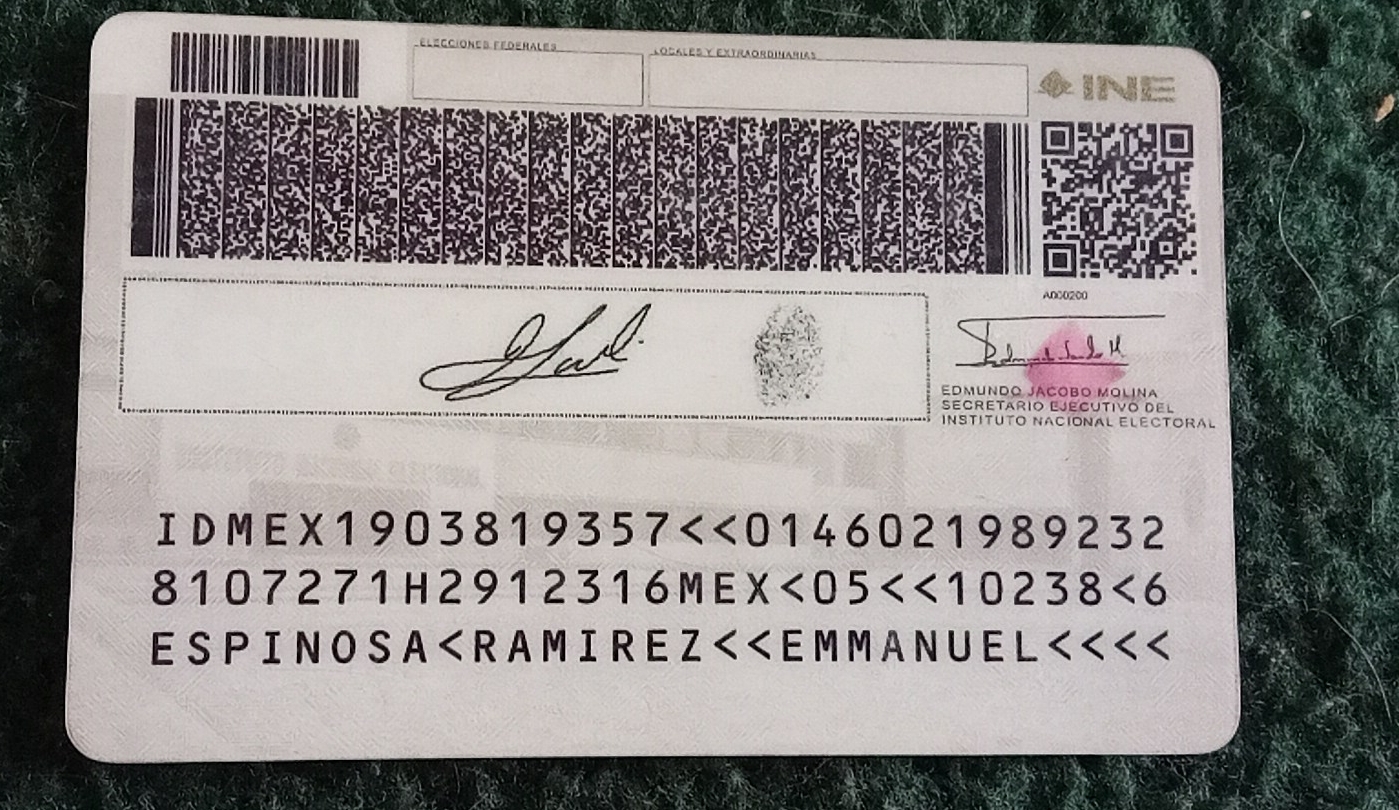 ELECCIONES FEDERALES
LOCALES Y EXTRAORDINARIAS
INE
A000200
EDMUNDO JACOBO MOLINA
SECRETARIO EJECUTIVO DEL
INSTITUTO NACIONAL ELECTORAL
IDMEX1903819357<<0146021989232
8107271H2912316MEX<05<<10238<6
ESPINOSA<RAMIREZ<<EMMANUEL<<<<